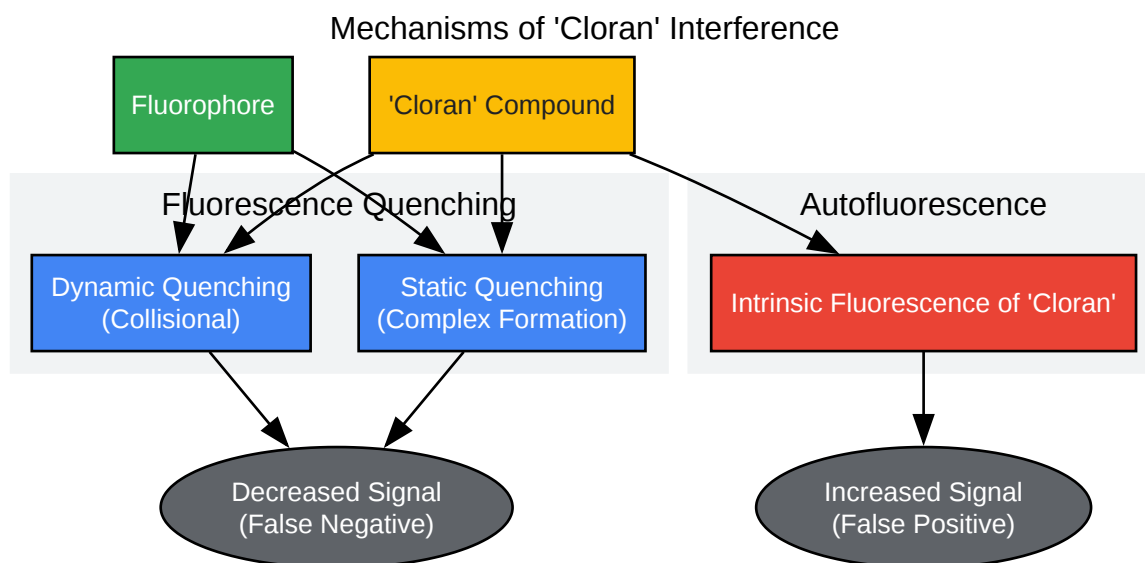 Mechanisms of 'Cloran' Interference
Fluorophore
'Cloran' Compound
Fluorescence Quenching
Autofluorescence
Dynamic Quenching
(Collisional)
Static Quenching
(Complex Formation)
Intrinsic Fluorescence of 'Cloran'
Decreased Signal
(False Negative)
Increased Signal
(False Positive)